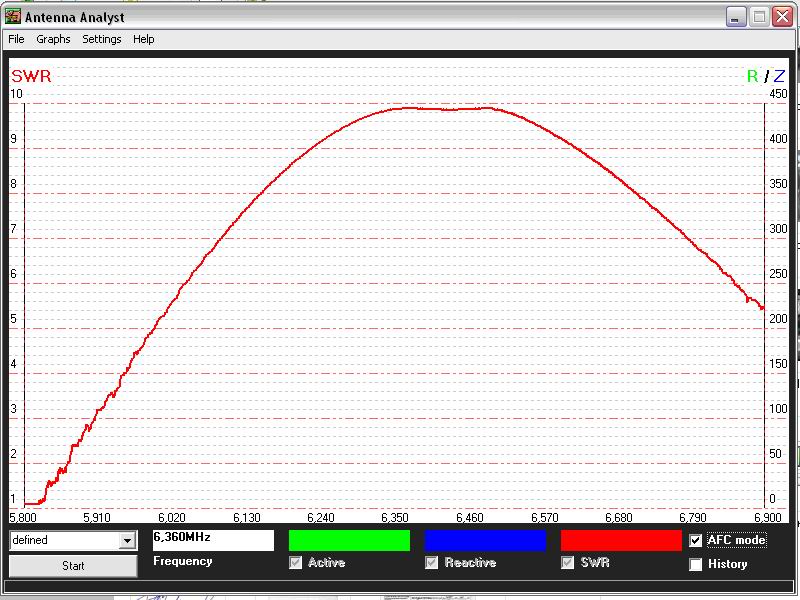 Antenna Analyst
File Graphs Settings Help
SWR R / Z
10 450
9 400
8 350
7 300
6 250
5 200
4 150
3 100
2 50
1 0
5,800 5,910 6,020 6,130 6,240 6,350 6,460 6,570 6,680 6,790 6,900
defined 6,360MHz AFC mode
Start Frequency Active Reactive SWR History